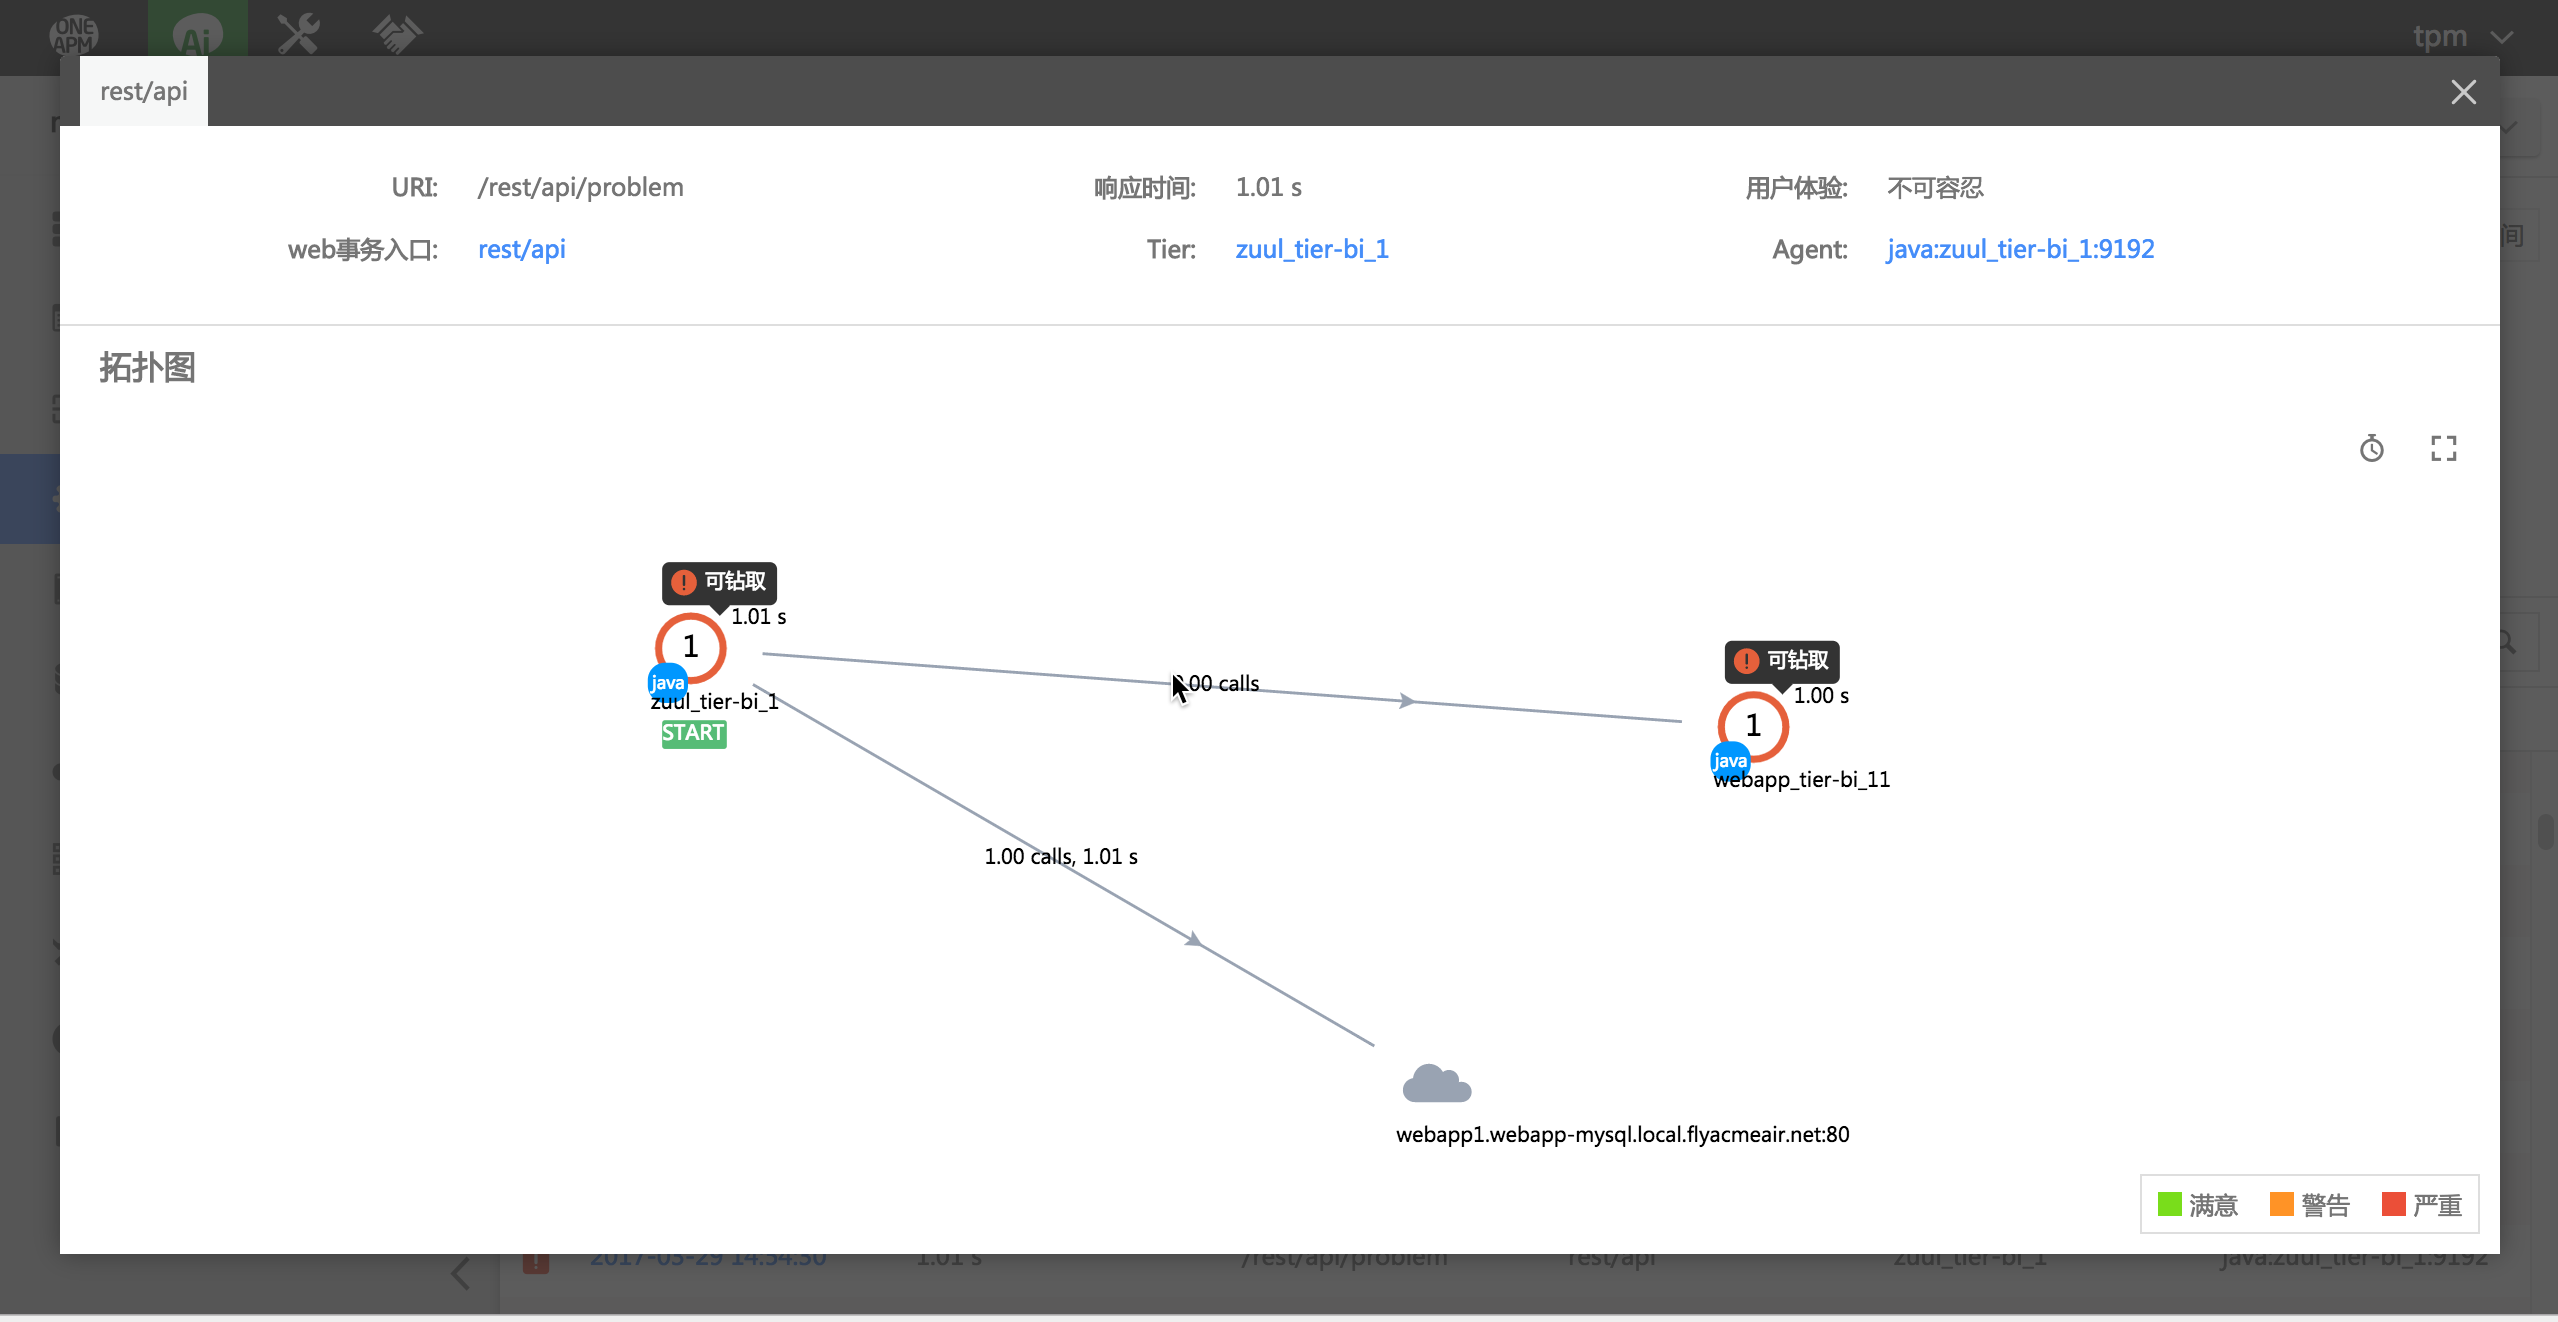 ONE
APM
Ai
tpm
rest/api
URI: /rest/api/problem
响应时间: 1.01 s
用户体验: 不可容忍
web事务入口: rest/api
Tier: zuul_tier-bi_1
Agent: java:zuul_tier-bi_1:9192
间
拓扑图
可钻取
1.01 s
1
java
zuul_tier-bi_1
START
.00 calls
可钻取
1.00 s
1
java
webapp_tier-bi_11
1.00 calls, 1.01 s
webapp1.webapp-mysql.local.flyacmeair.net:80
满意 警告 严重
2017-03-29 14:54:30 1.01 s /rest/api/problem rest/api zuul_tier-bi_1 java:zuul_tier-bi_1:9192